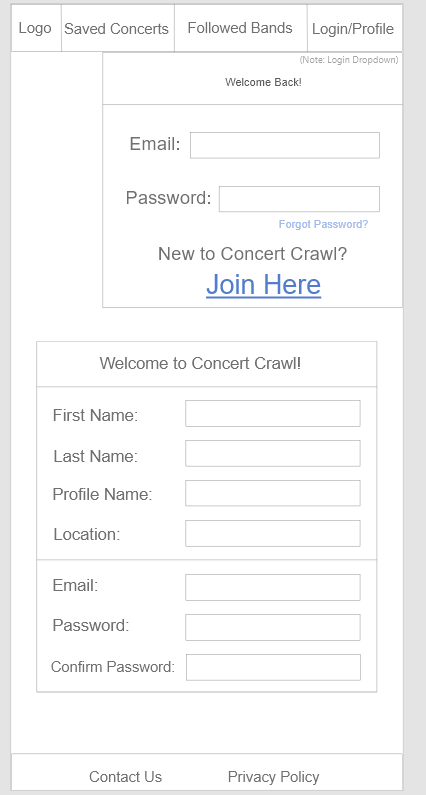 Logo
Saved Concerts
Followed Bands
Login/Profile
(Note: Login Dropdown)
Welcome Back!
Email:
Password:
Forgot Password?
New to Concert Crawl?
Join Here
Welcome to Concert Crawl!
First Name:
Last Name:
Profile Name:
Location:
Email:
Password:
Confirm Password:
Contact Us
Privacy Policy